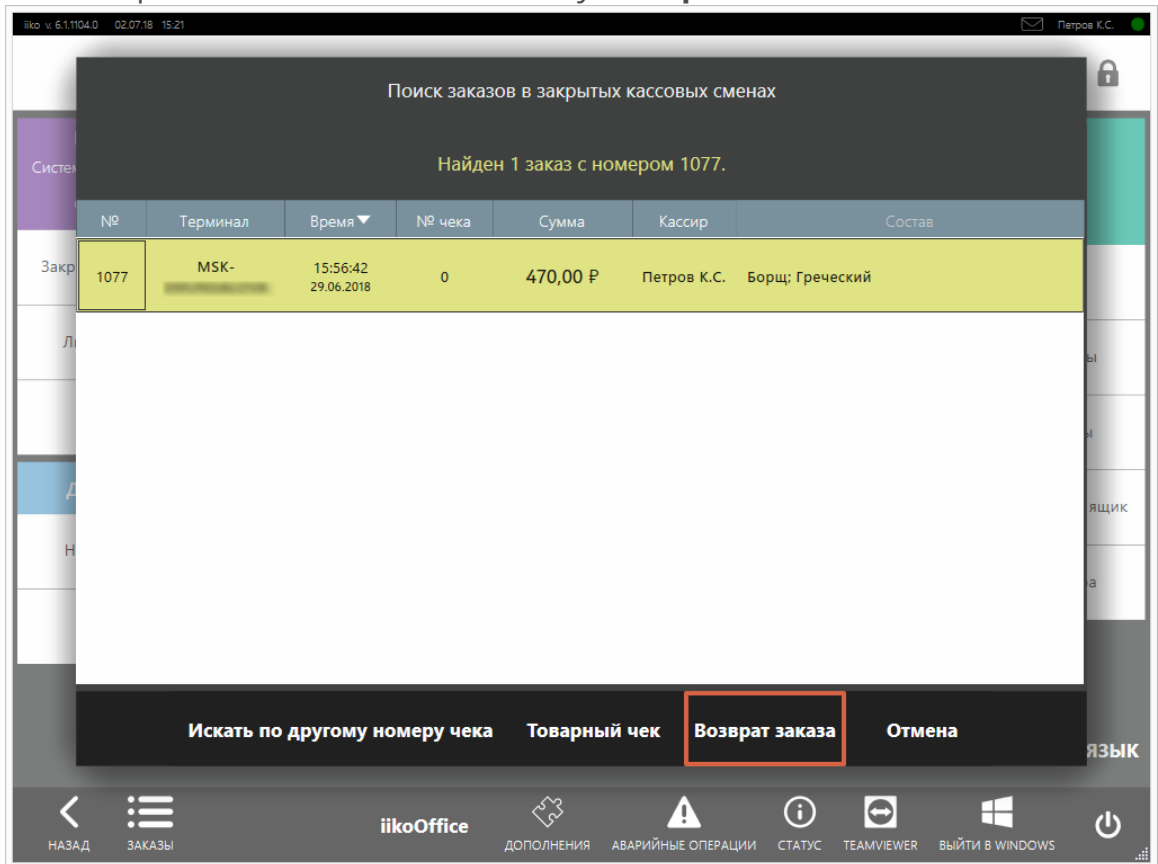 iiko v. 6.1.1104.0 02.07.18 15:21 Петров К.С.
Поиск заказов в закрытых кассовых сменах
Найден 1 заказ с номером 1077.
№ Терминал Время № чека Сумма Кассир Состав
1077 MSK- 15:56:42 29.06.2018 0 470,00 ₽ Петров К.С. Борщ; Греческий
ящик
Искать по другому номеру чека Товарный чек Возврат заказа Отмена
язык
НАЗАД ЗАКАЗЫ iikoOffice ДОПОЛНЕНИЯ АВАРИЙНЫЕ ОПЕРАЦИИ СТАТУС TEAMVIEWER ВЫЙТИ В WINDOWS